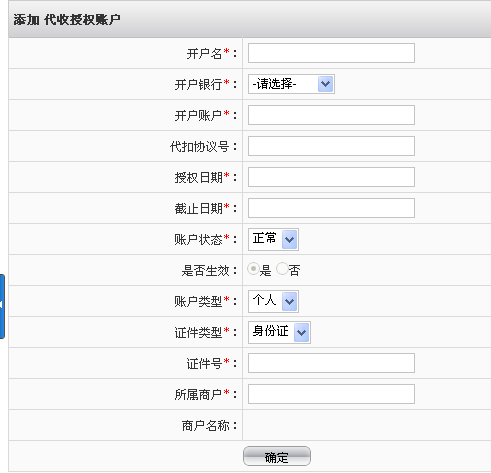 添加 代收授权账户
开户名*：
开户银行*： -请选择-
开户账户*：
代扣协议号：
授权日期*：
截止日期*：
账户状态*： 正常
是否生效： 是 否
账户类型*： 个人
证件类型*： 身份证
证件号*：
所属商户*：
商户名称：
确定